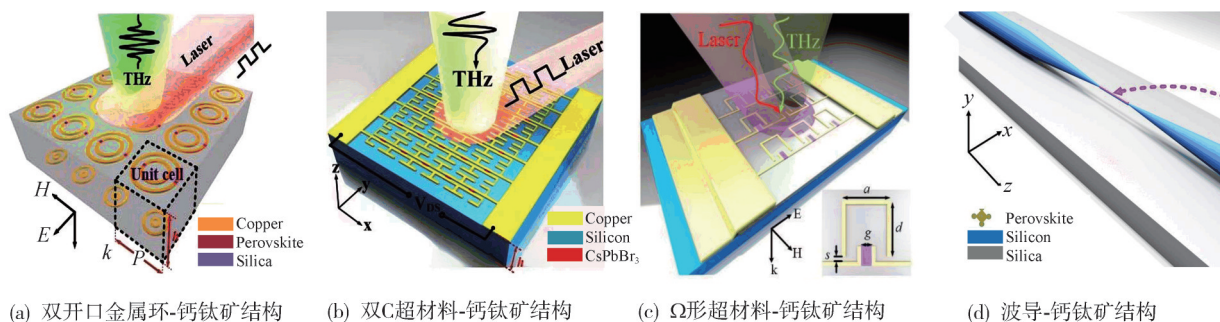 THz
Laser
Unit cell
H
E
k
P
Copper
Perovskite
Silica
(a) 双开口金属环-钙钛矿结构
THz
Laser
z
y
x
V_DS
h
Copper
Silicon
CsPbBr₃
(b) 双C超材料-钙钛矿结构
Laser
THz
E
H
k
a
d
g
s
(c) Ω形超材料-钙钛矿结构
y
x
z
Perovskite
Silicon
Silica
(d) 波导-钙钛矿结构